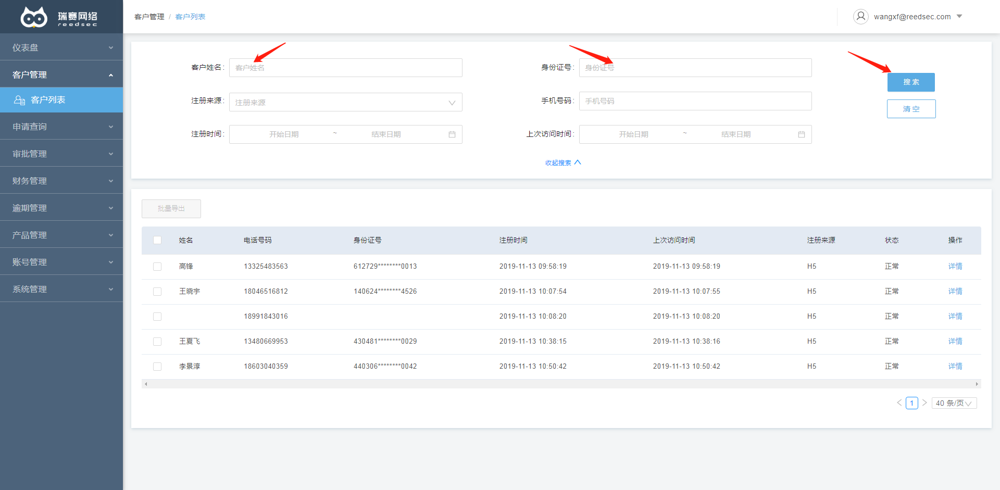 瑞赛网络
reedsec
客户管理 / 客户列表
wangxf@reedsec.com
仪表盘
客户管理
客户列表
申请查询
审批管理
财务管理
逾期管理
产品管理
账号管理
系统管理
客户姓名: 客户姓名
身份证号: 身份证号
搜 索
注册来源: 注册来源
手机号码: 手机号码
清 空
注册时间: 开始日期 ~ 结束日期
上次访问时间: 开始日期 ~ 结束日期
收起搜索
批量导出
姓名 电话号码 身份证号 注册时间 上次访问时间 注册来源 状态 操作
高锋 13325483563 612729********0013 2019-11-13 09:58:19 2019-11-13 09:58:19 H5 正常 详情
王晓宇 18046516812 140624********4526 2019-11-13 10:07:54 2019-11-13 10:07:55 H5 正常 详情
18991843016 2019-11-13 10:08:20 2019-11-13 10:08:20 H5 正常 详情
王夏飞 13480669953 430481********0029 2019-11-13 10:38:15 2019-11-13 10:38:16 H5 正常 详情
李景淳 18603040359 440306********0042 2019-11-13 10:50:42 2019-11-13 10:50:42 H5 正常 详情
1 40 条/页